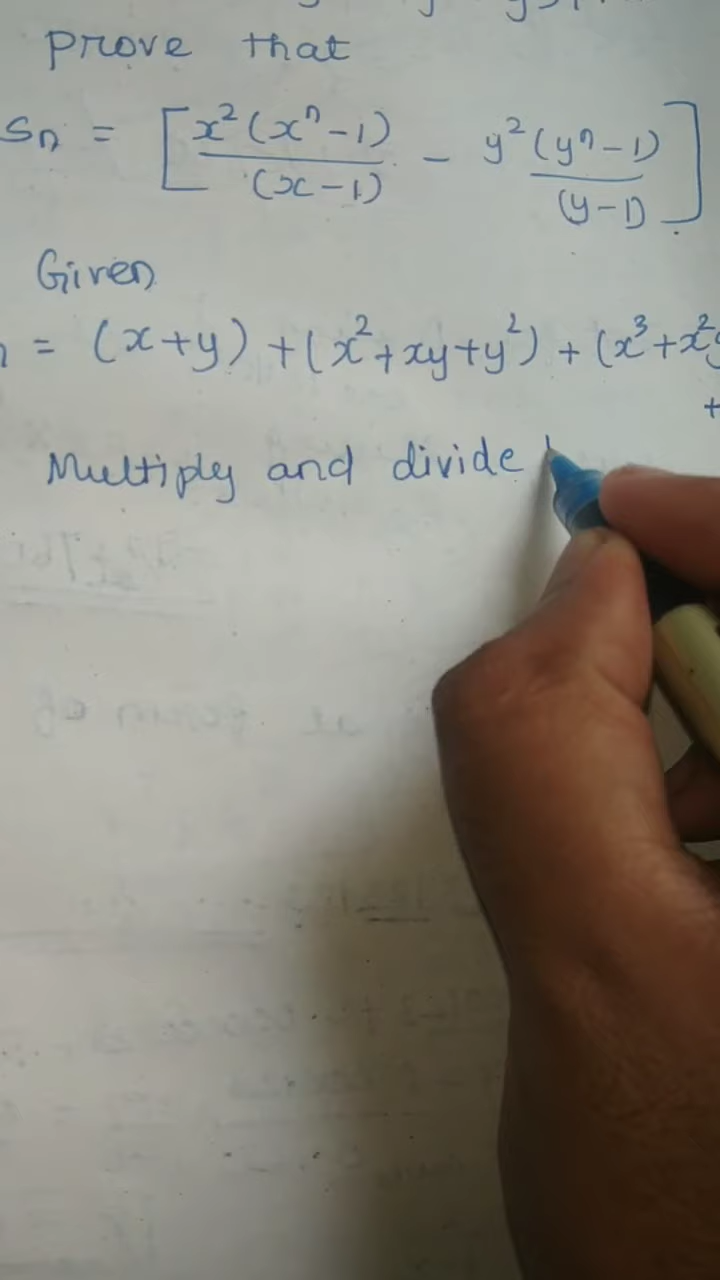 prove that
Sn = [x²(xⁿ-1)/(x-1) - y²(yⁿ-1)/(y-1)]
Given
= (x+y) + (x²+xy+y²) + (x³+x²y
+
Multiply and divide